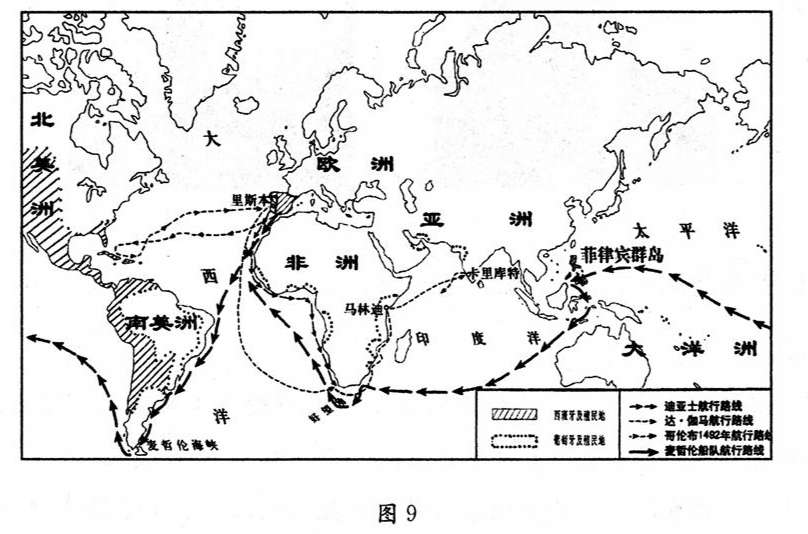 北
美
洲
大
西
洋
欧洲
亚洲
里斯本
非洲
太平洋
菲律宾群岛
卡里库特
马林迪
南美洲
印度洋
大洋洲
好望角
麦哲伦海峡
西班牙及殖民地
葡萄牙及殖民地
迪亚士航行路线
达·伽马航行路线
哥伦布1492年航行路线
麦哲伦船队航行路线
图9